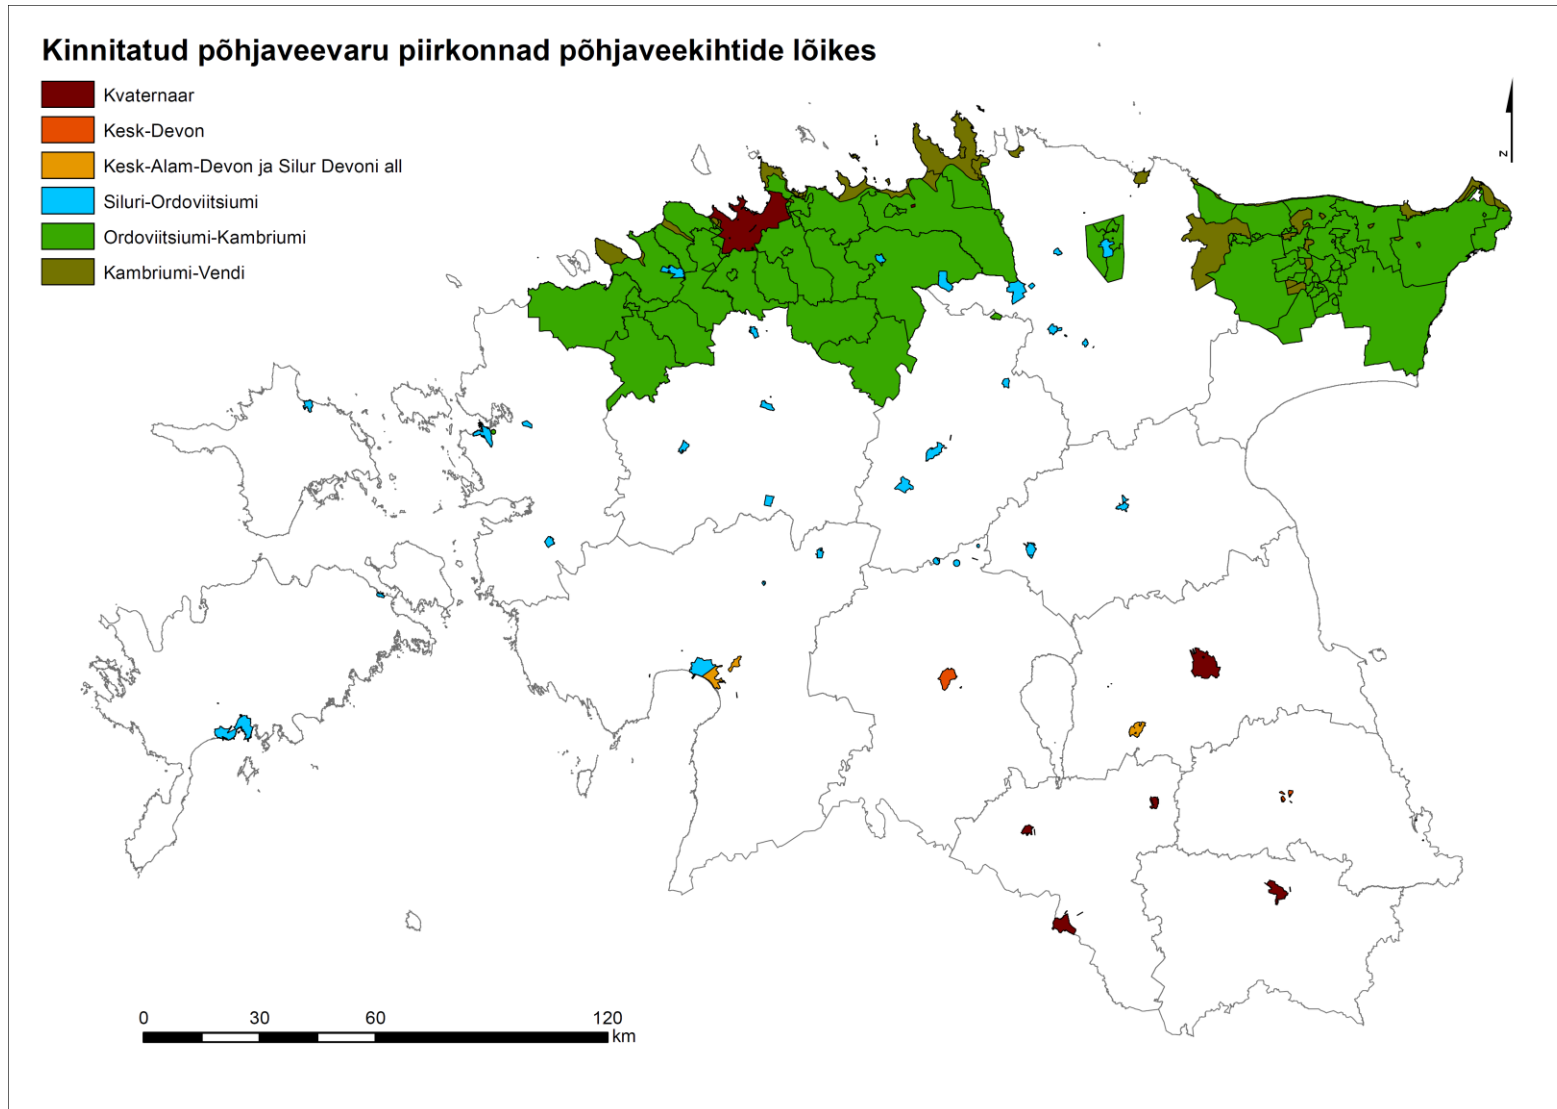 Kinnitatud põhjaveevaru piirkonnad põhjaveekihtide lõikes
Kvaternaar
Kesk-Devon
Kesk-Alam-Devon ja Silur Devoni all
Siluri-Ordoviitsiumi
Ordoviitsiumi-Kambriumi
Kambriumi-Vendi
z
0 30 60 120
km